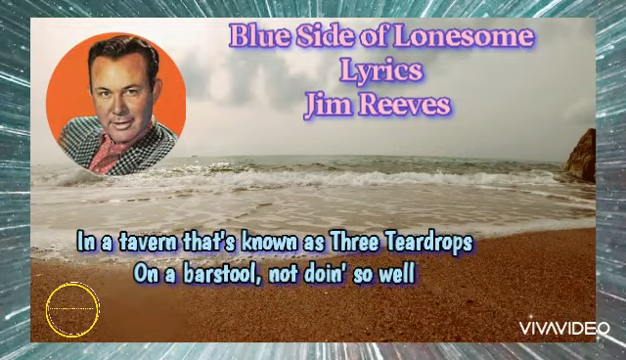 Blue Side of Lonesome
Lyrics
Jim Reeves
In a tavern that's known as Three Teardrops
On a barstool, not doin' so well
VIVAVIDEO